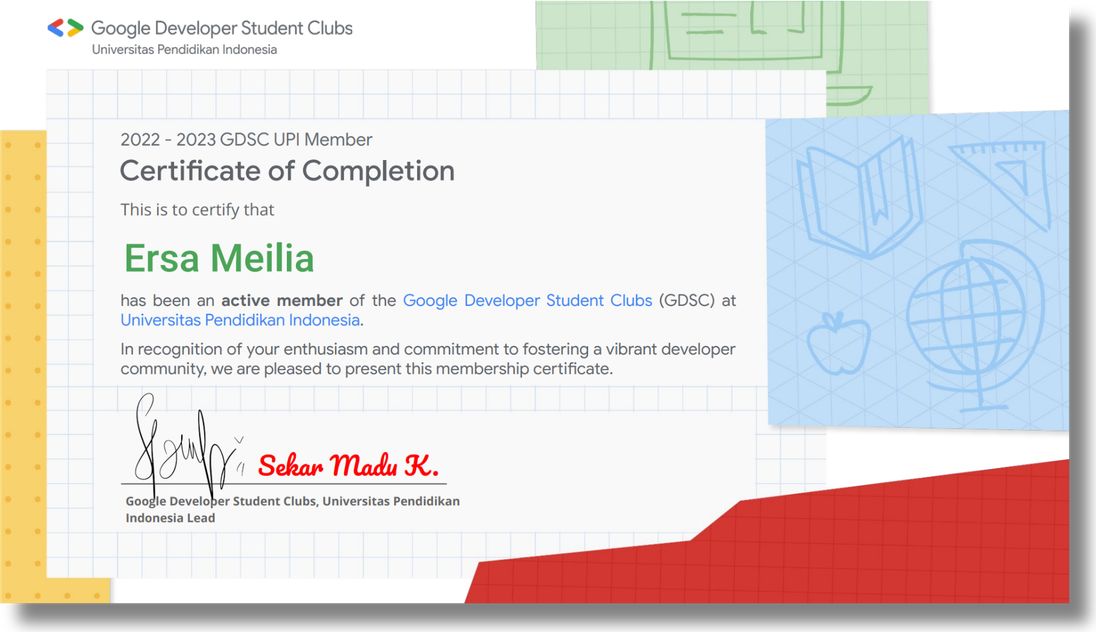 Google Developer Student Clubs
Universitas Pendidikan Indonesia
2022 - 2023 GDSC UPI Member
Certificate of Completion
This is to certify that
Ersa Meilia
has been an active member of the Google Developer Student Clubs (GDSC) at
Universitas Pendidikan Indonesia.
In recognition of your enthusiasm and commitment to fostering a vibrant developer
community, we are pleased to present this membership certificate.
Sekar Madu K.
Google Developer Student Clubs, Universitas Pendidikan
Indonesia Lead